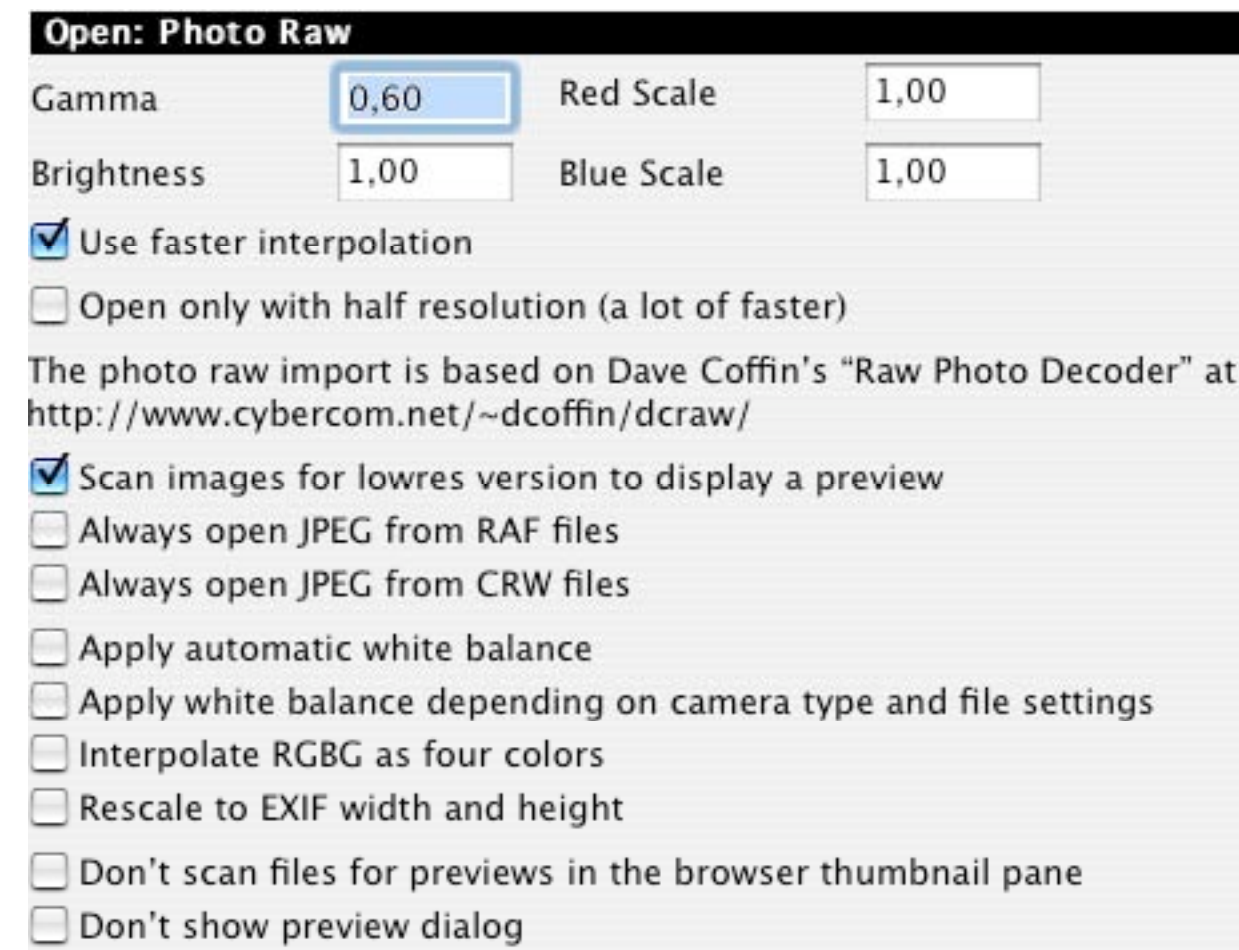 Open: Photo Raw
Gamma 0,60 Red Scale 1,00
Brightness 1,00 Blue Scale 1,00
Use faster interpolation
Open only with half resolution (a lot of faster)
The photo raw import is based on Dave Coffin's “Raw Photo Decoder” at
http://www.cybercom.net/~dcoffin/dcraw/
Scan images for lowres version to display a preview
Always open JPEG from RAF files
Always open JPEG from CRW files
Apply automatic white balance
Apply white balance depending on camera type and file settings
Interpolate RGBG as four colors
Rescale to EXIF width and height
Don't scan files for previews in the browser thumbnail pane
Don't show preview dialog